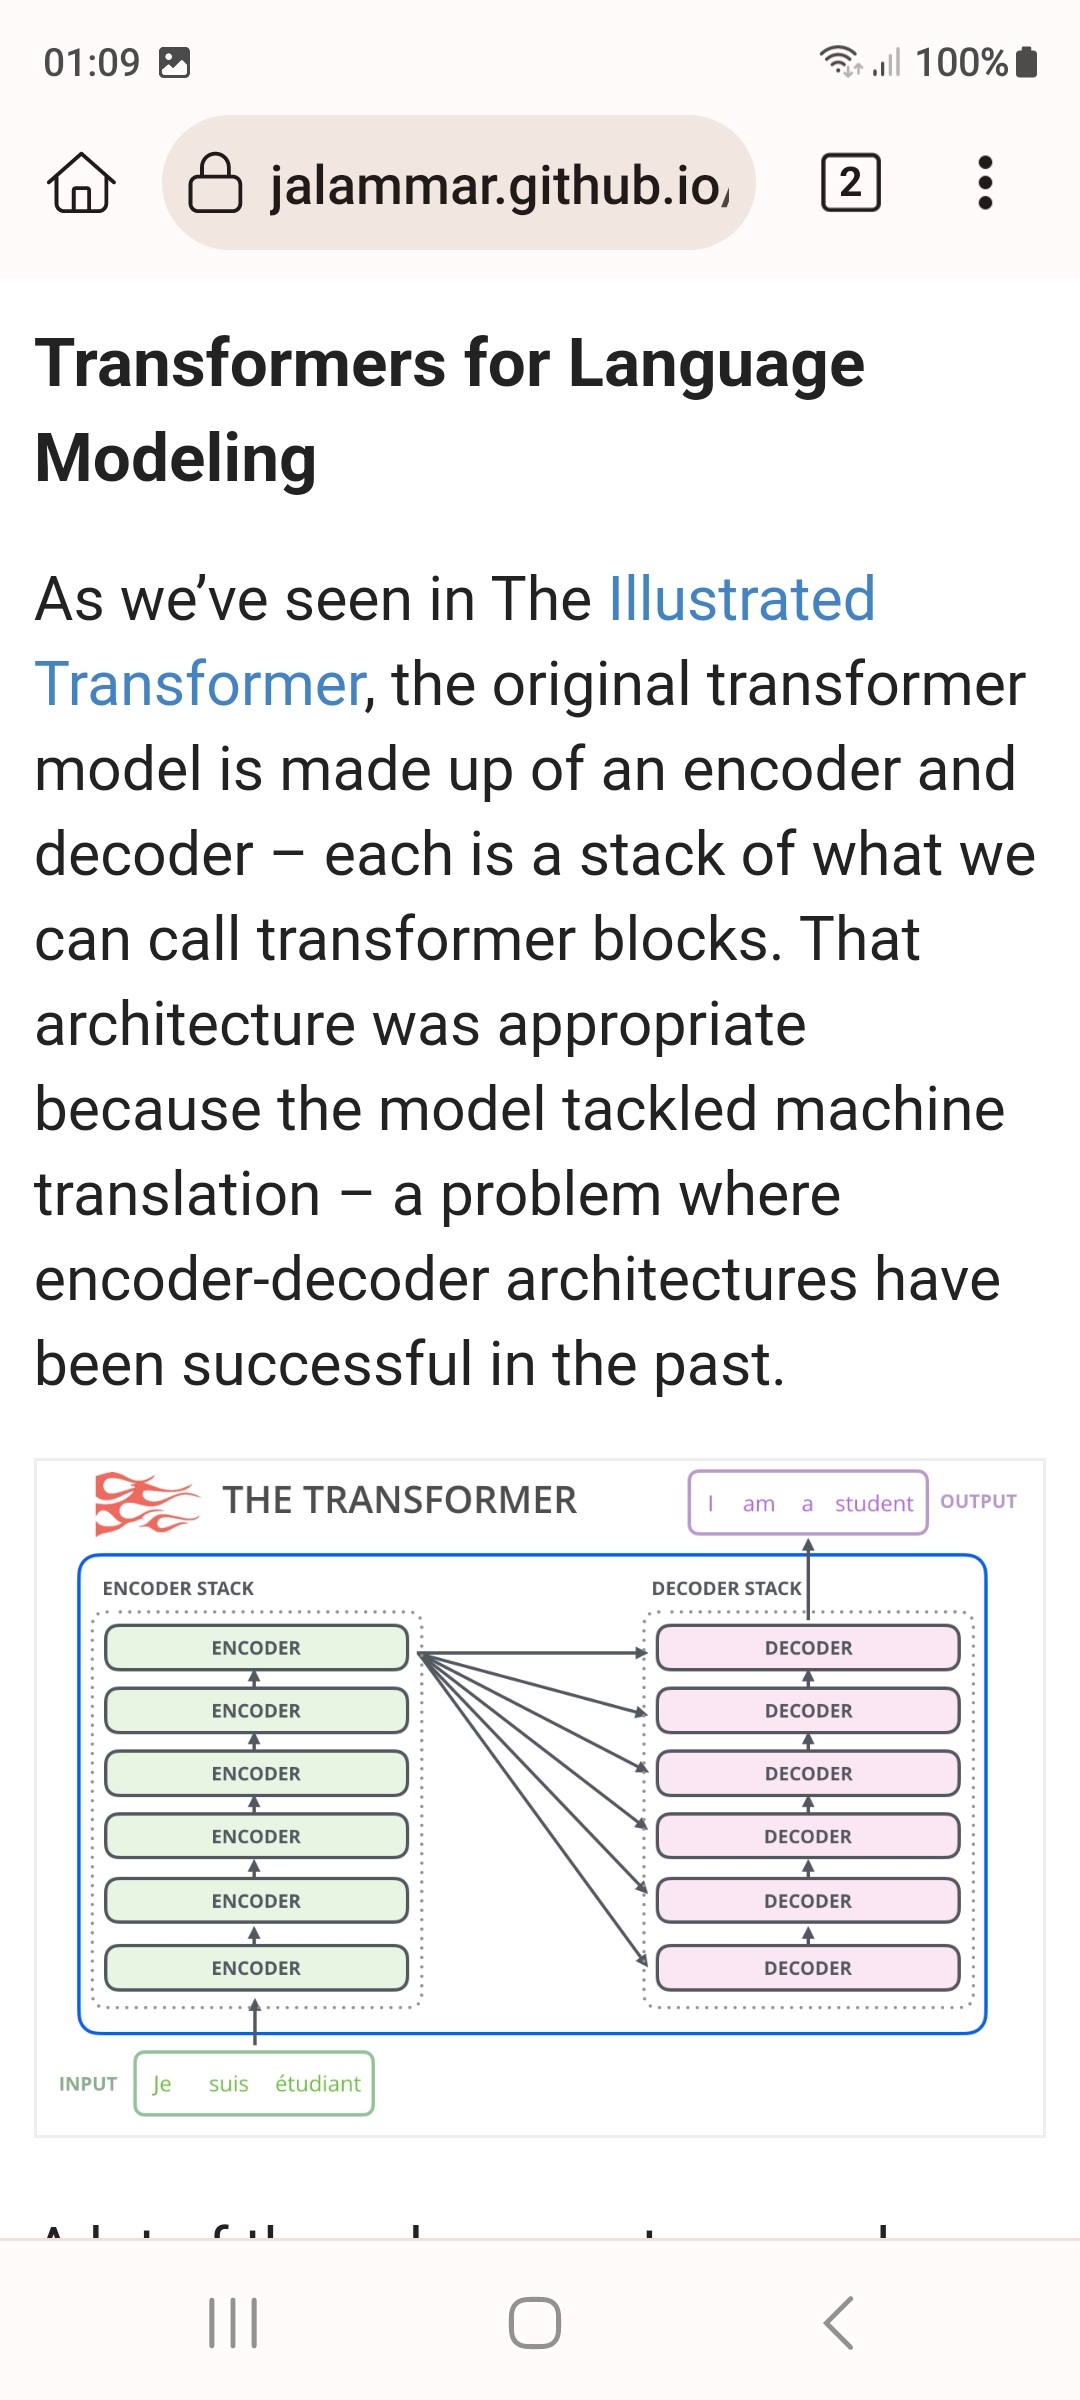 01:09 100%
jalammar.github.io 2
Transformers for Language
Modeling
As we’ve seen in The Illustrated
Transformer, the original transformer
model is made up of an encoder and
decoder – each is a stack of what we
can call transformer blocks. That
architecture was appropriate
because the model tackled machine
translation – a problem where
encoder-decoder architectures have
been successful in the past.
THE TRANSFORMER
I am a student OUTPUT
ENCODER STACK
ENCODER
ENCODER
ENCODER
ENCODER
ENCODER
ENCODER
DECODER STACK
DECODER
DECODER
DECODER
DECODER
DECODER
DECODER
INPUT Je suis étudiant